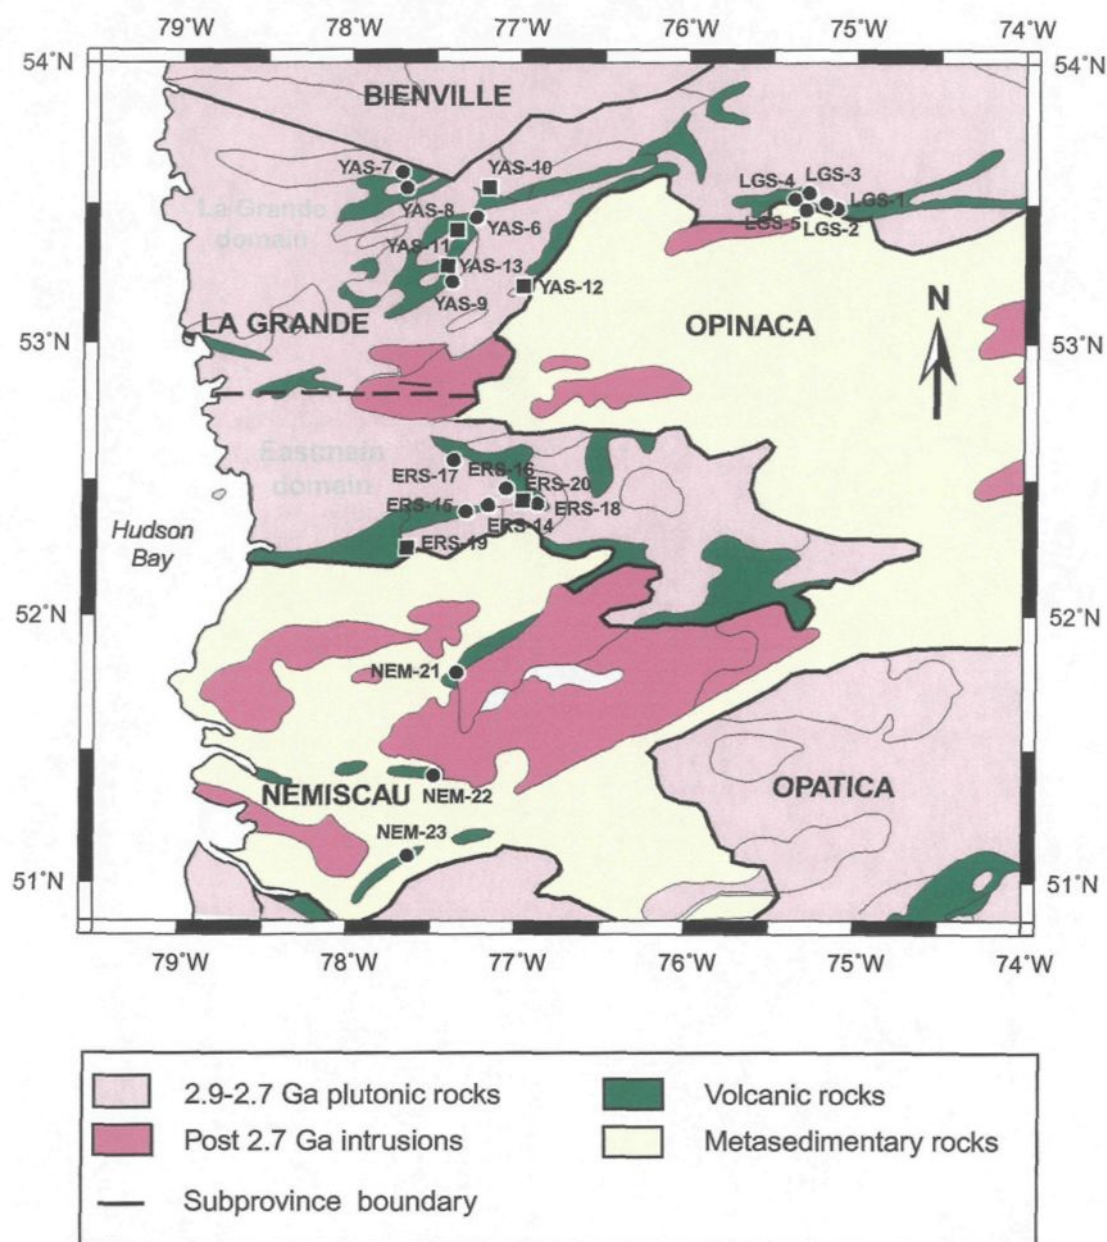 79˚W 78˚W 77˚W 76˚W 75˚W 74˚W
54˚N 54˚N
BIENVILLE
YAS-7 YAS-10
LGS-3
LGS-4
YAS-8 LGS-1
La Grande
YAS-6 LGS-5 LGS-2
domain YAS-11
YAS-13
YAS-12
YAS-9 N
LA GRANDE OPINACA
53˚N 53˚N
Eastmain
domain
ERS-17 ERS-16
ERS-20
ERS-15 ERS-18
ERS-14
Hudson
Bay
ERS-19
52˚N 52˚N
NEM-21
OPATICA
NEMISCAU NEM-22
NEM-23
51˚N 51˚N
79˚W 78˚W 77˚W 76˚W 75˚W 74˚W
2.9-2.7 Ga plutonic rocks Volcanic rocks
Post 2.7 Ga intrusions Metasedimentary rocks
Subprovince boundary